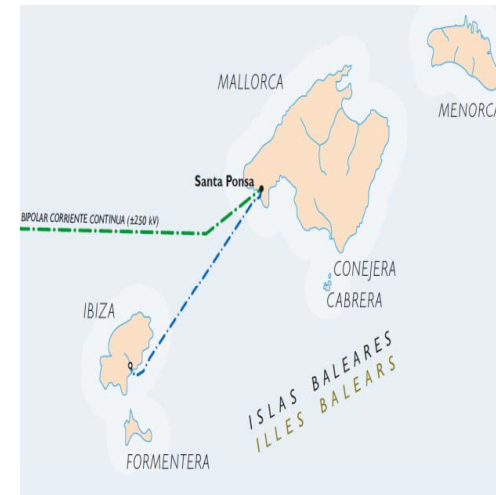 MALLORCA
MENORCA
Santa Ponsa
BIPOLAR CORRIENTE CONTINUA (±250 kV)
CONEJERA
CABRERA
IBIZA
ISLAS BALEARES
ILLES BALEARS
FORMENTERA